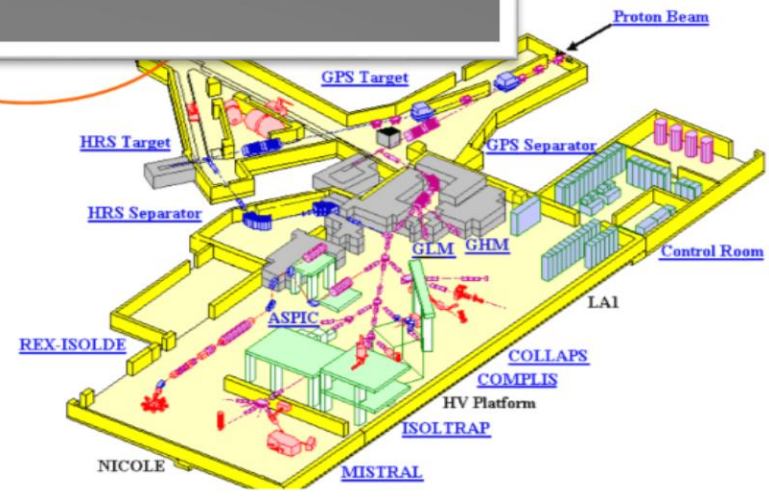 Proton Beam
GPS Target
HRS Target
GPS Separator
HRS Separator
GLM
GHM
Control Room
LA1
ASPIC
REX-ISOLDE
COLLAPS
COMPLIS
HV Platform
ISOLTRAP
NICOLE
MISTRAL